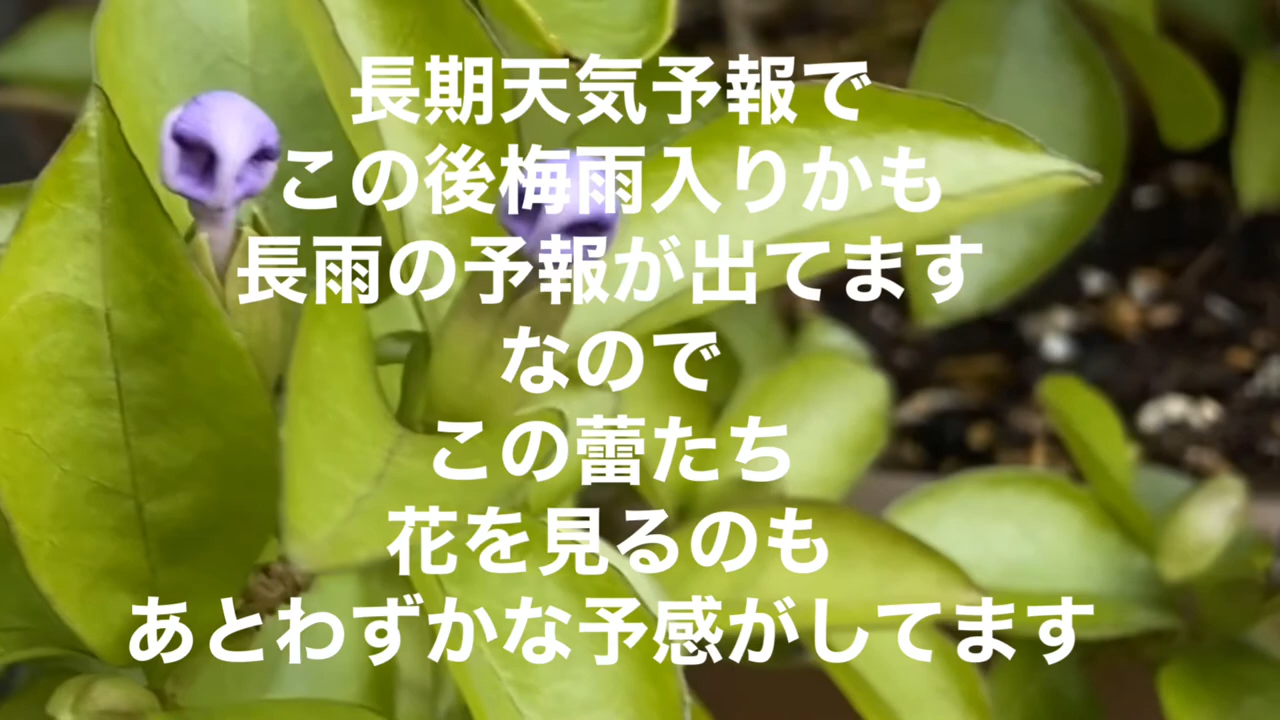 長期天気予報で
この後梅雨入りかも
長雨の予報が出てます
なので
この蕾たち
花を見るのも
あとわずかな予感がしてます